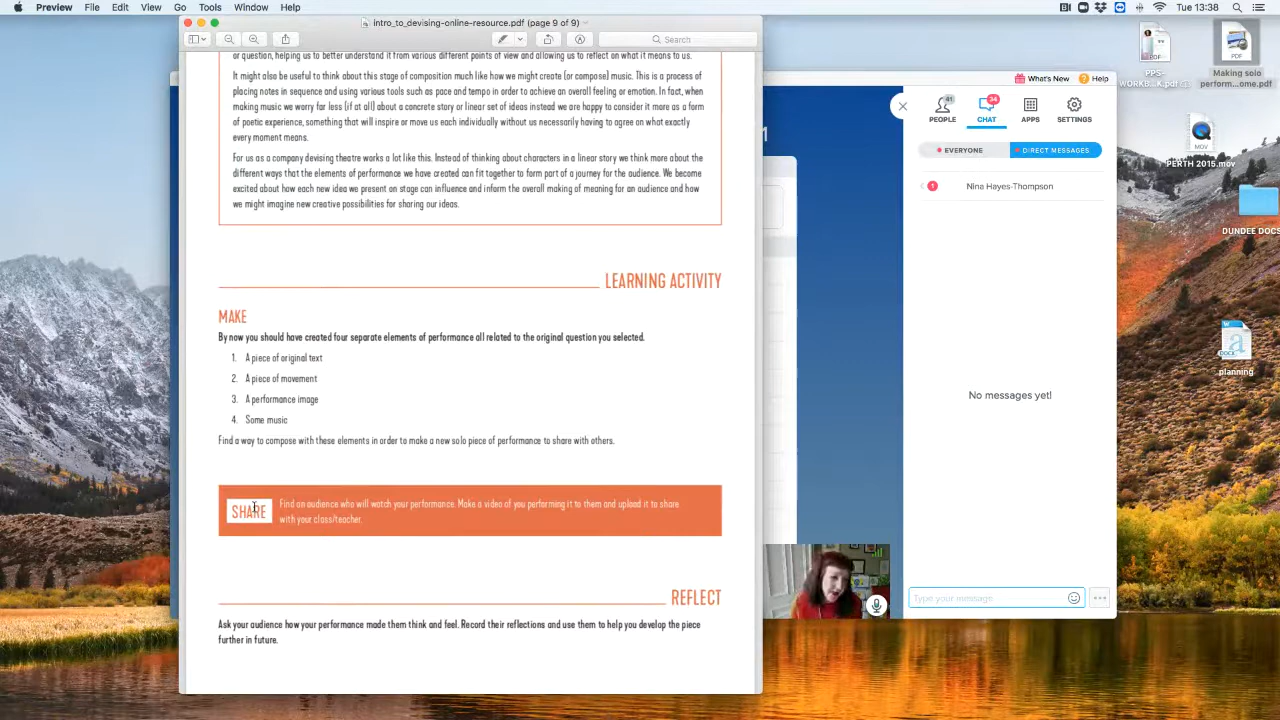 Preview File Edit View Go Tools Window Help
Tue 13:38
intro_to_devising-online-resource.pdf (page 9 of 9)
Search
or question, helping us to better understand it from various different points of view and allowing us to reflect on what it means to us.
It might also be useful to think about this stage of composition much like how we might create (or compose) music. This is a process of
placing notes in sequence and using various tools such as pace and tempo in order to achieve an overall feeling or emotion. In fact, when
making music we worry far less (if at all) about a concrete story or linear set of ideas instead we are happy to consider it more as a form
of poetic experience, something that will inspire or move us each individually without us necessarily having to agree on what exactly
every moment means.
For us as a company devising theatre works a lot like this. Instead of thinking about characters in a linear story we think more about the
different ways that the elements of performance we have created can fit together to form part of a journey for the audience. We become
excited about how each new idea we present on stage can influence and inform the overall making of meaning for an audience and how
we might imagine new creative possibilities for sharing our ideas.
LEARNING ACTIVITY
MAKE
By now you should have created four separate elements of performance all related to the original question you selected.
1. A piece of original text
2. A piece of movement
3. A performance image
4. Some music
Find a way to compose with these elements in order to make a new solo piece of performance to share with others.
SHARE
Find an audience who will watch your performance. Make a video of you performing it to them and upload it to share
with your class/teacher.
REFLECT
Ask your audience how your performance made them think and feel. Record their reflections and use them to help you develop the piece
further in future.
What's New Help
41
34
PEOPLE CHAT APPS SETTINGS
EVERYONE DIRECT MESSAGES
1 Nina Hayes-Thompson
No messages yet!
Type your message
PDF
PPS-
WORKS...K.pdf
Making solo
perform...ome.pdf
MOV
PERTH 2015.mov
DUNDEE DOCS
DOCX
planning